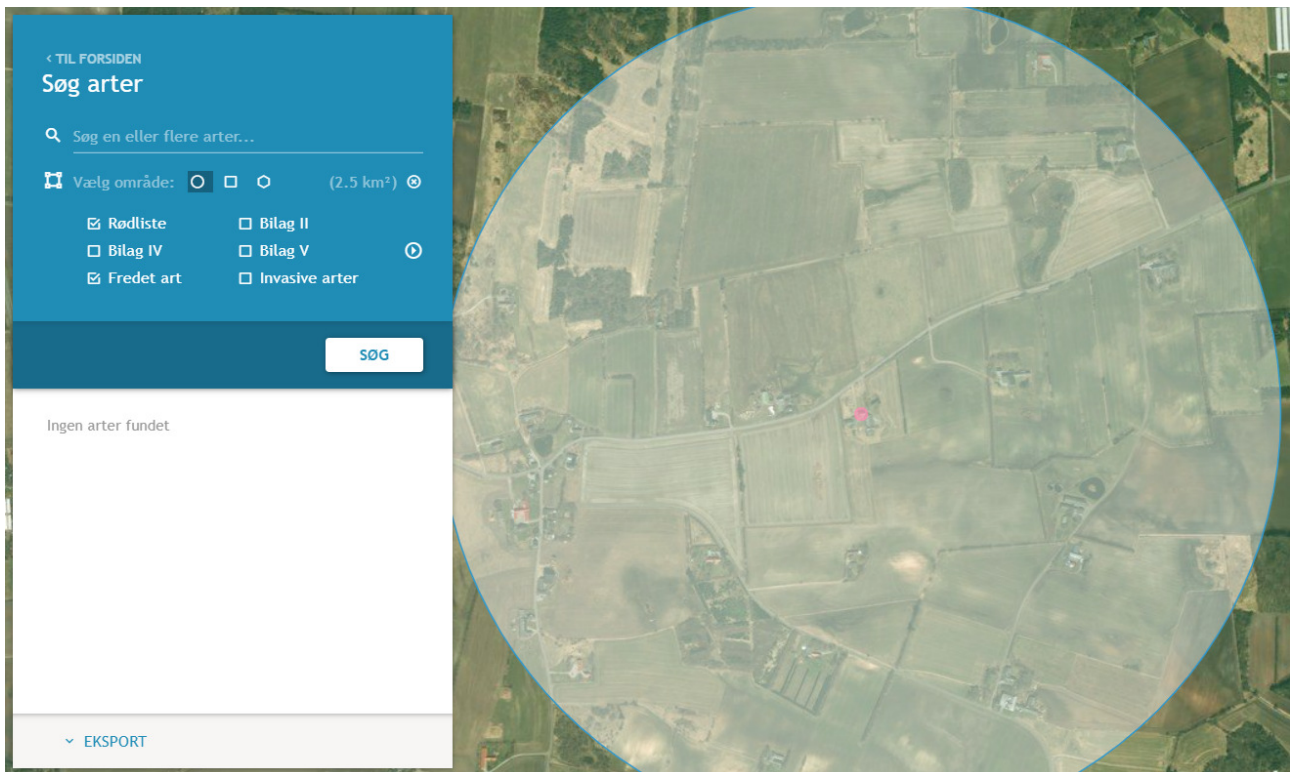 ‹ TIL FORSIDEN
Søg arter
Søg en eller flere arter...
Vælg område: (2.5 km²)
Rødliste Bilag II
Bilag IV Bilag V
Fredet art Invasive arter
SØG
Ingen arter fundet
EKSPORT